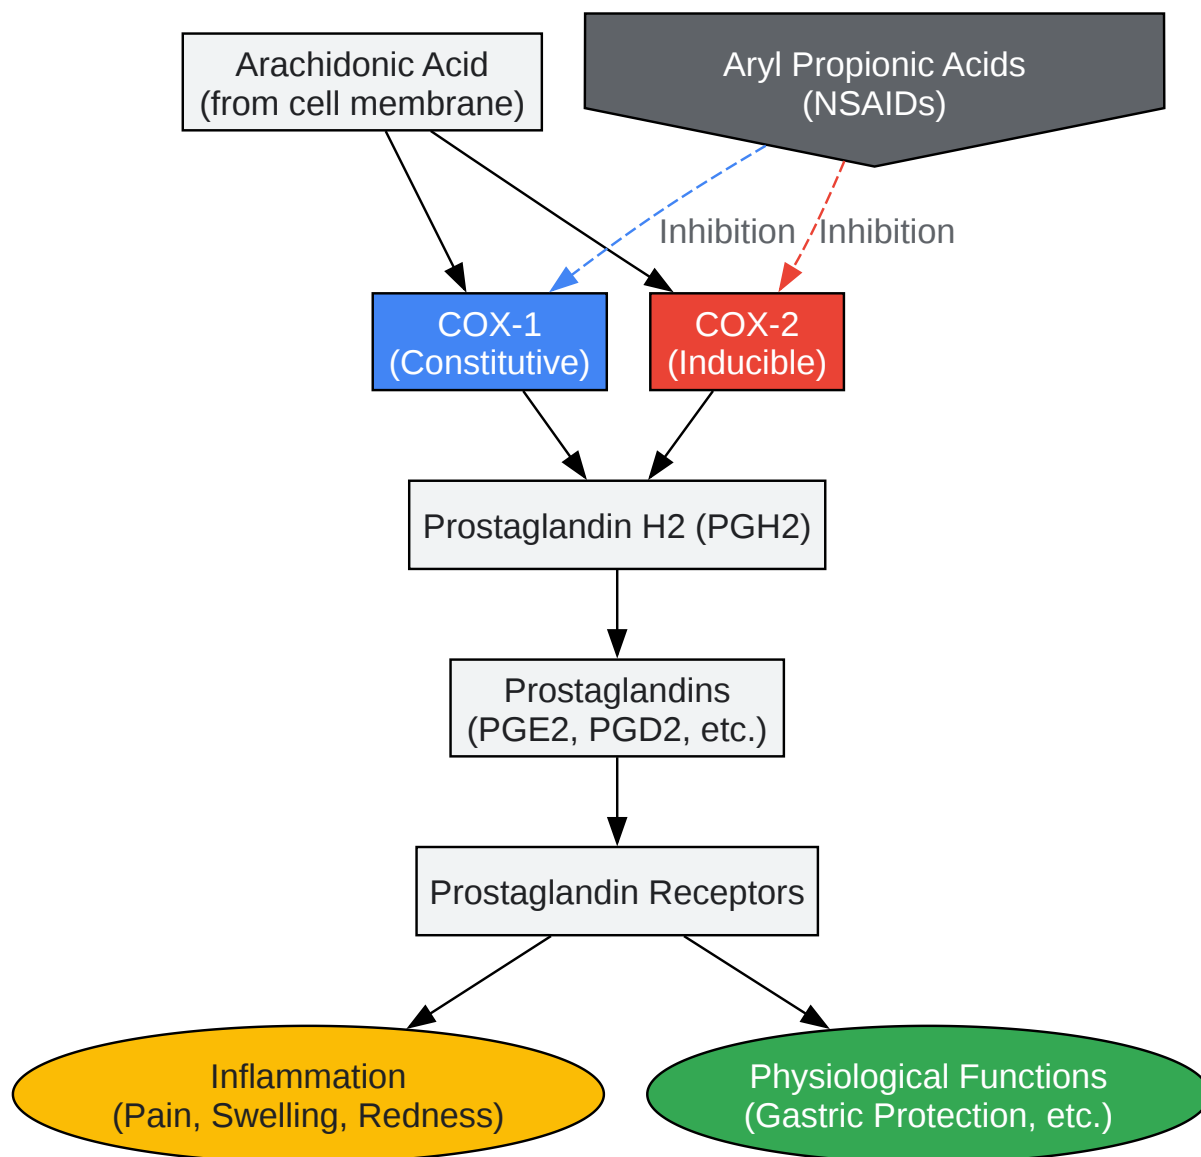 Arachidonic Acid
(from cell membrane)
Aryl Propionic Acids
(NSAIDs)
Inhibition
Inhibition
COX-1
(Constitutive)
COX-2
(Inducible)
Prostaglandin H2 (PGH2)
Prostaglandins
(PGE2, PGD2, etc.)
Prostaglandin Receptors
Inflammation
(Pain, Swelling, Redness)
Physiological Functions
(Gastric Protection, etc.)